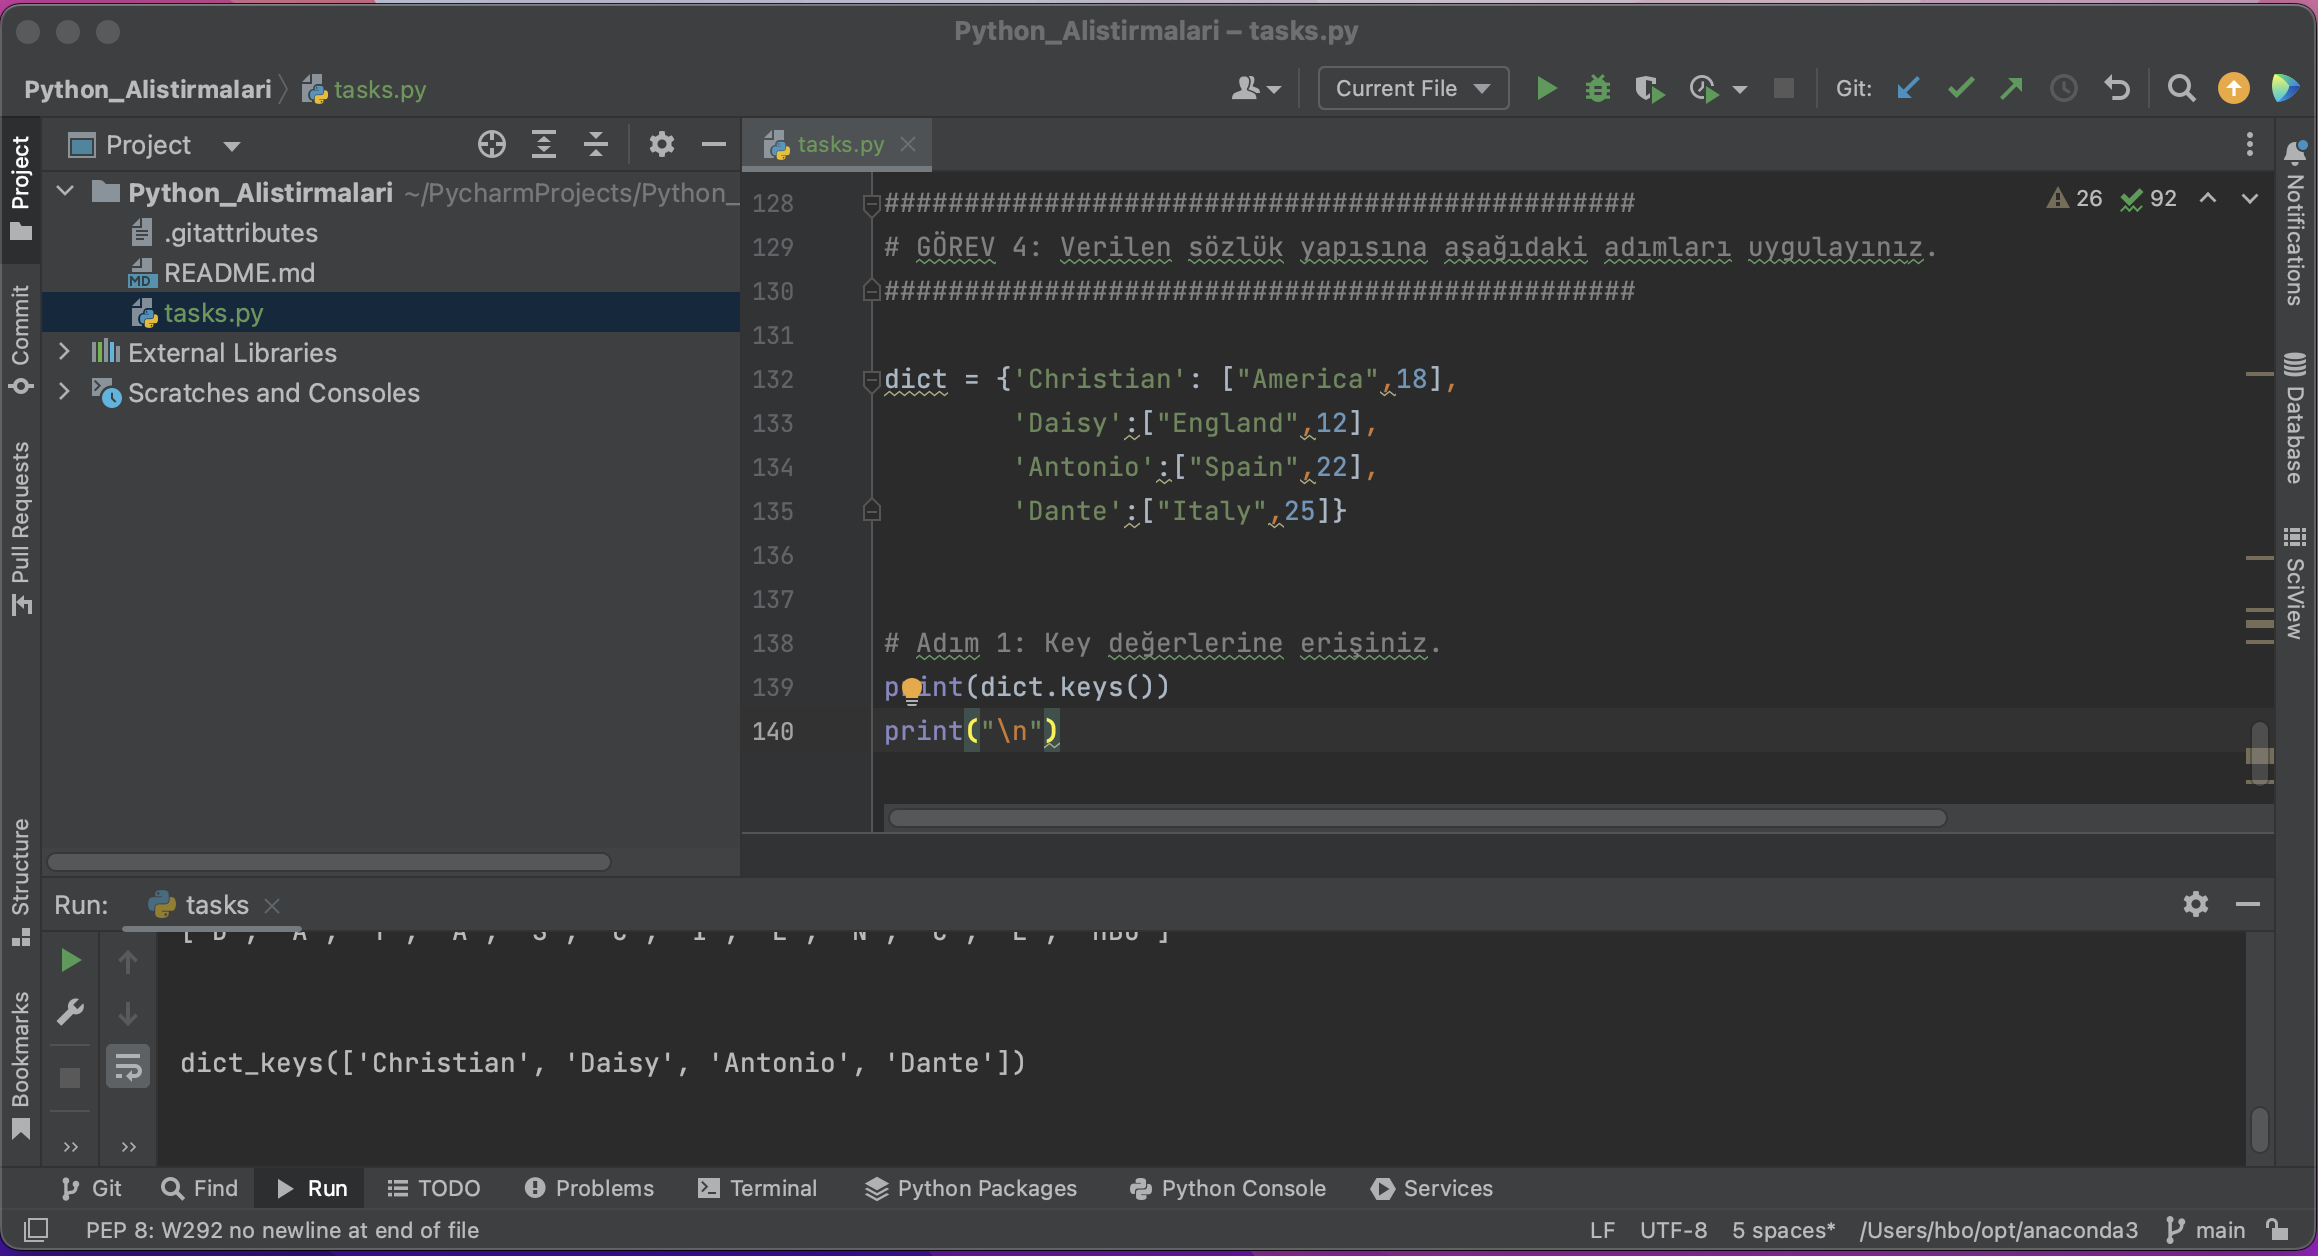 Python_Alistirmalari – tasks.py
Python_Alistirmalari
tasks.py
Current File
Git:
Project
Project
tasks.py
Python_Alistirmalari ~/PycharmProjects/Python_
.gitattributes
README.md
tasks.py
External Libraries
Scratches and Consoles
Commit
Pull Requests
Structure
Bookmarks
26
92
128 ###############################################
129 # GÖREV 4: Verilen sözlük yapısına aşağıdaki adımları uygulayınız.
130 ###############################################
131
132 dict = {'Christian': ["America",18],
133 'Daisy':["England",12],
134 'Antonio':["Spain",22],
135 'Dante':["Italy",25]}
136
137
138 # Adım 1: Key değerlerine erişiniz.
139 print(dict.keys())
140 print("\n")
Notifications
Database
SciView
Run:
tasks
dict_keys(['Christian', 'Daisy', 'Antonio', 'Dante'])
Git
Find
Run
TODO
Problems
Terminal
Python Packages
Python Console
Services
PEP 8: W292 no newline at end of file
LF
UTF-8
5 spaces*
/Users/hbo/opt/anaconda3
main